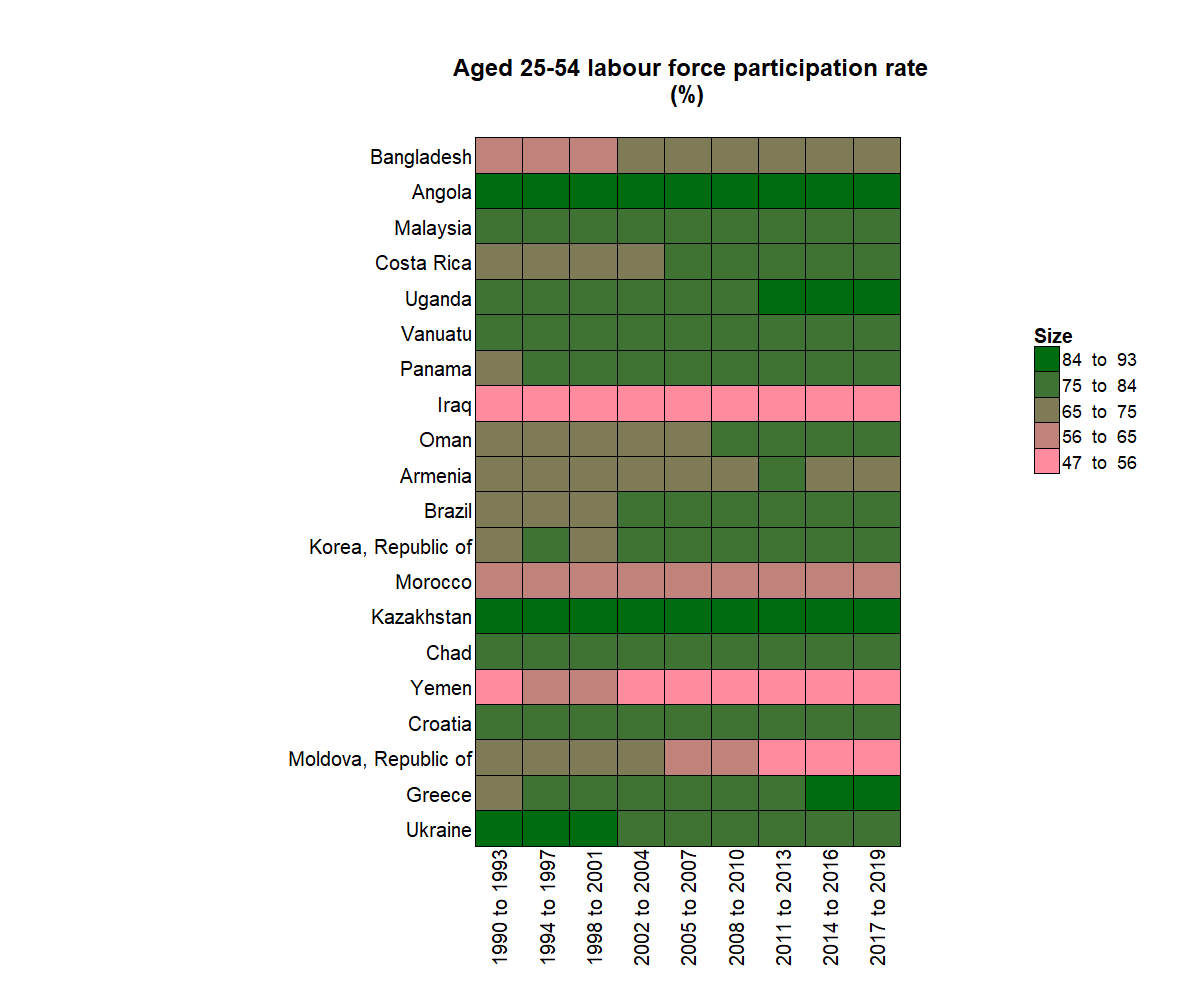 Aged 25-54 labour force participation rate
(%)
Bangladesh
Angola
Malaysia
Costa Rica
Uganda
Vanuatu
Panama
Iraq
Oman
Armenia
Brazil
Korea, Republic of
Morocco
Kazakhstan
Chad
Yemen
Croatia
Moldova, Republic of
Greece
Ukraine
1990 to 1993
1994 to 1997
1998 to 2001
2002 to 2004
2005 to 2007
2008 to 2010
2011 to 2013
2014 to 2016
2017 to 2019
Size
84 to 93
75 to 84
65 to 75
56 to 65
47 to 56